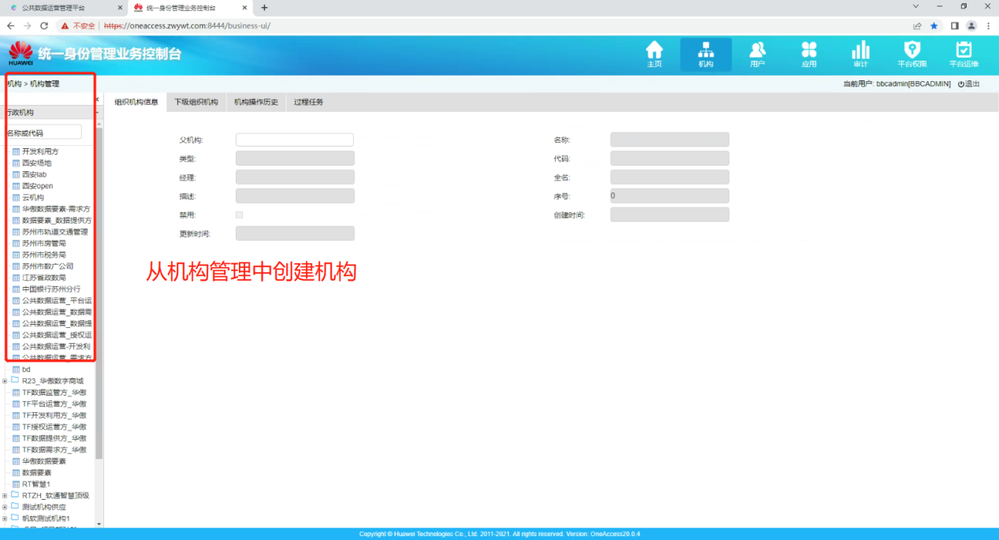 公共数据运营管理平台
统一身份管理业务控制台
不安全
https://oneaccess.zwywt.com:8444/business-ui/
HUAWEI
统一身份管理业务控制台
主页
机构
用户
应用
审计
平台权限
平台运维
机构 > 机构管理
当前用户: bbcadmin[BBCADMIN]
退出
行政机构
名称或代码
开发利用方
西安场地
西安lab
西安open
云机构
华傲数据要素-需求方
数据要素_数据提供方
苏州市轨道交通管理
苏州市房管局
苏州市税务局
苏州市数广公司
江苏省政数局
中国银行苏州分行
公共数据运营_平台运
公共数据运营_数据需
公共数据运营_数据提
公共数据运营_授权运
公共数据运营-开发利
公共数据运营_需求方
bd
R23_华傲数字商城
TF数据监管方_华傲
TF平台运营方_华傲
TF开发利用方_华傲
TF授权运营方_华傲
TF数据提供方_华傲
TF数据需求方_华傲
华傲数据要素
数据要素
RT智慧1
RTZH_软通智慧顶级
测试机构供应
帆软测试机构1
组织机构信息
下级组织机构
机构操作历史
过程任务
父机构:
名称:
类型:
代码:
经理:
全名:
描述:
序号:
0
禁用:
创建时间:
更新时间:
从机构管理中创建机构
Copyright © Huawei Technologies Co., Ltd. 2011-2021. All rights reserved. Version: OneAccess20.0.4